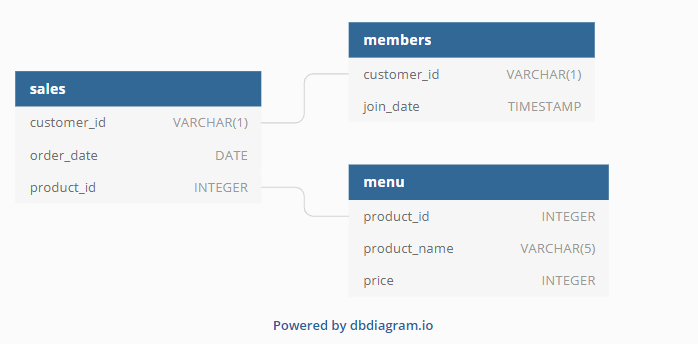 sales
customer_id VARCHAR(1)
order_date DATE
product_id INTEGER
members
customer_id VARCHAR(1)
join_date TIMESTAMP
menu
product_id INTEGER
product_name VARCHAR(5)
price INTEGER
Powered by dbdiagram.io